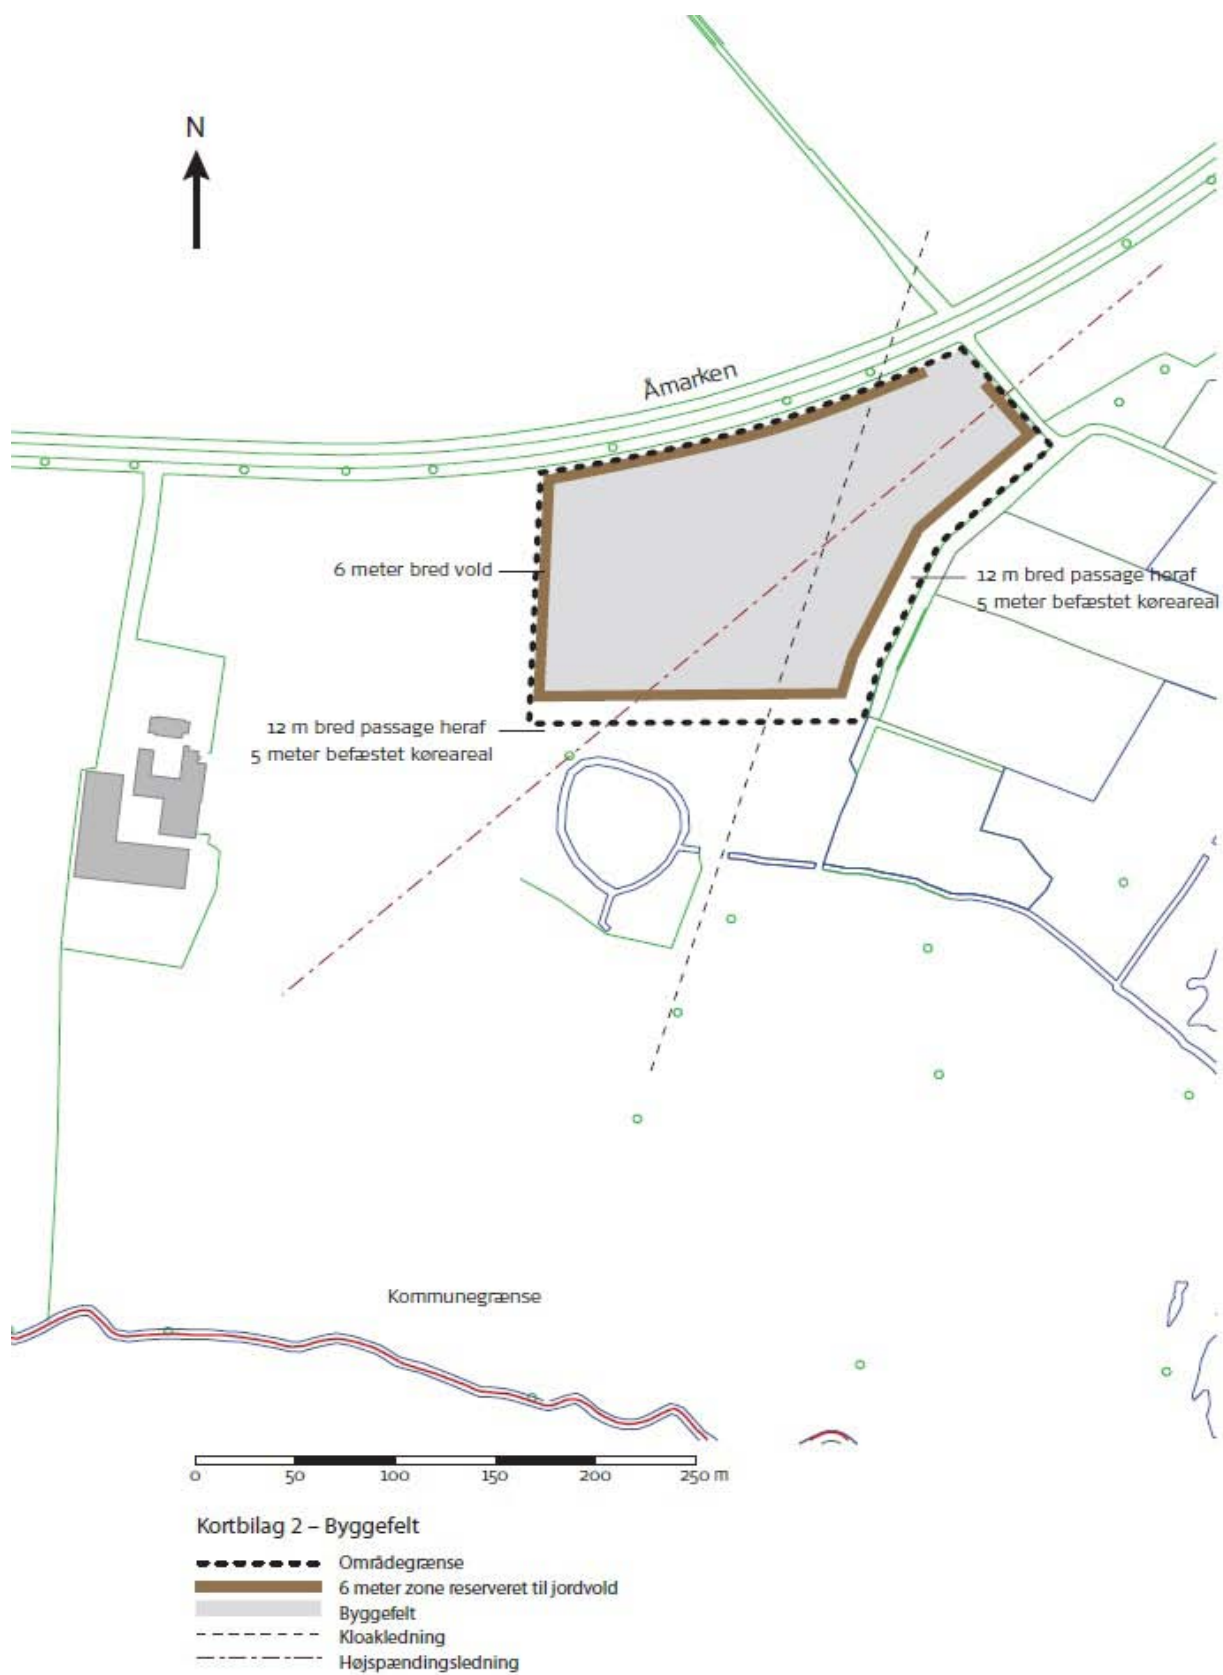 N
Åmarken
6 meter bred vold
12 m bred passage heraf
5 meter befæstet køreareal
12 m bred passage heraf
5 meter befæstet køreareal
Kommunegrænse
0 50 100 150 200 250 m
Kortbilag 2 – Byggefelt
Områdegrænse
6 meter zone reserveret til jordvold
Byggefelt
Kloakledning
Højspændingsledning